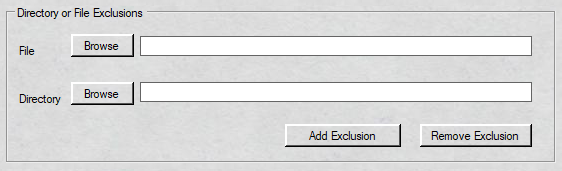 Directory or File Exclusions
File Browse
Directory Browse
Add Exclusion Remove Exclusion